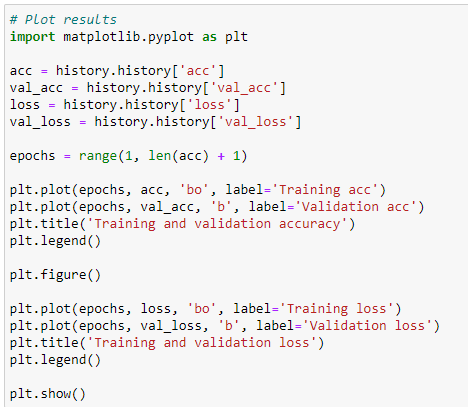 # Plot results
import matplotlib.pyplot as plt

acc = history.history['acc']
val_acc = history.history['val_acc']
loss = history.history['loss']
val_loss = history.history['val_loss']

epochs = range(1, len(acc) + 1)

plt.plot(epochs, acc, 'bo', label='Training acc')
plt.plot(epochs, val_acc, 'b', label='Validation acc')
plt.title('Training and validation accuracy')
plt.legend()

plt.figure()

plt.plot(epochs, loss, 'bo', label='Training loss')
plt.plot(epochs, val_loss, 'b', label='Validation loss')
plt.title('Training and validation loss')
plt.legend()

plt.show()